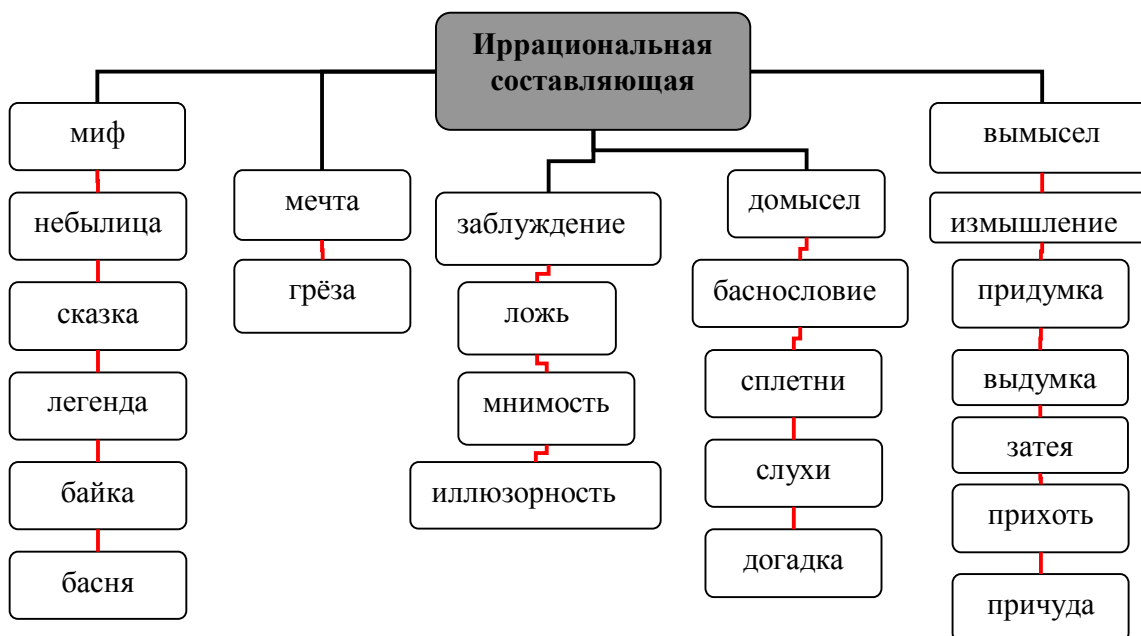 Иррациональная
составляющая
миф
небылица
сказка
легенда
байка
басня
мечта
грёза
заблуждение
ложь
мнимость
иллюзорность
домысел
баснословие
сплетни
слухи
догадка
вымысел
измышление
придумка
выдумка
затея
прихоть
причуда